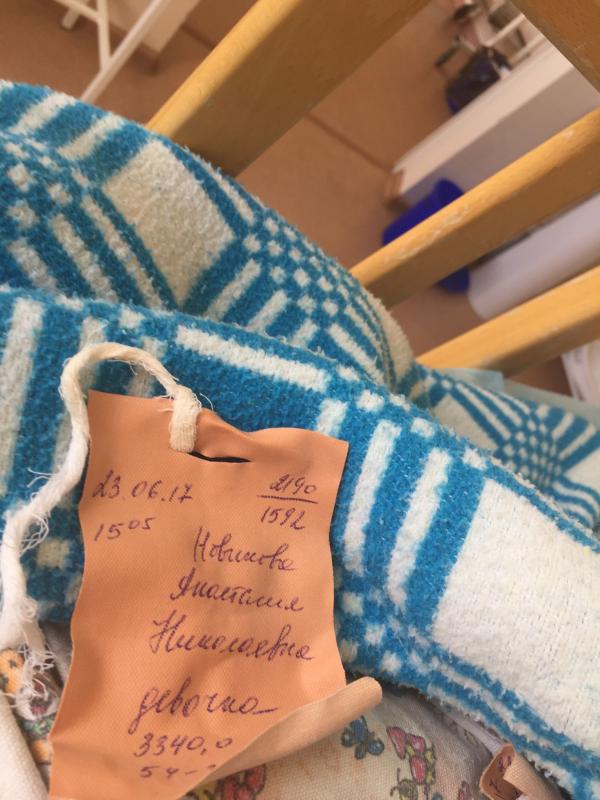 23.06.17
2190
1592
15 05
Новикова
Анастасия
Николаевна
девочка
3340,0